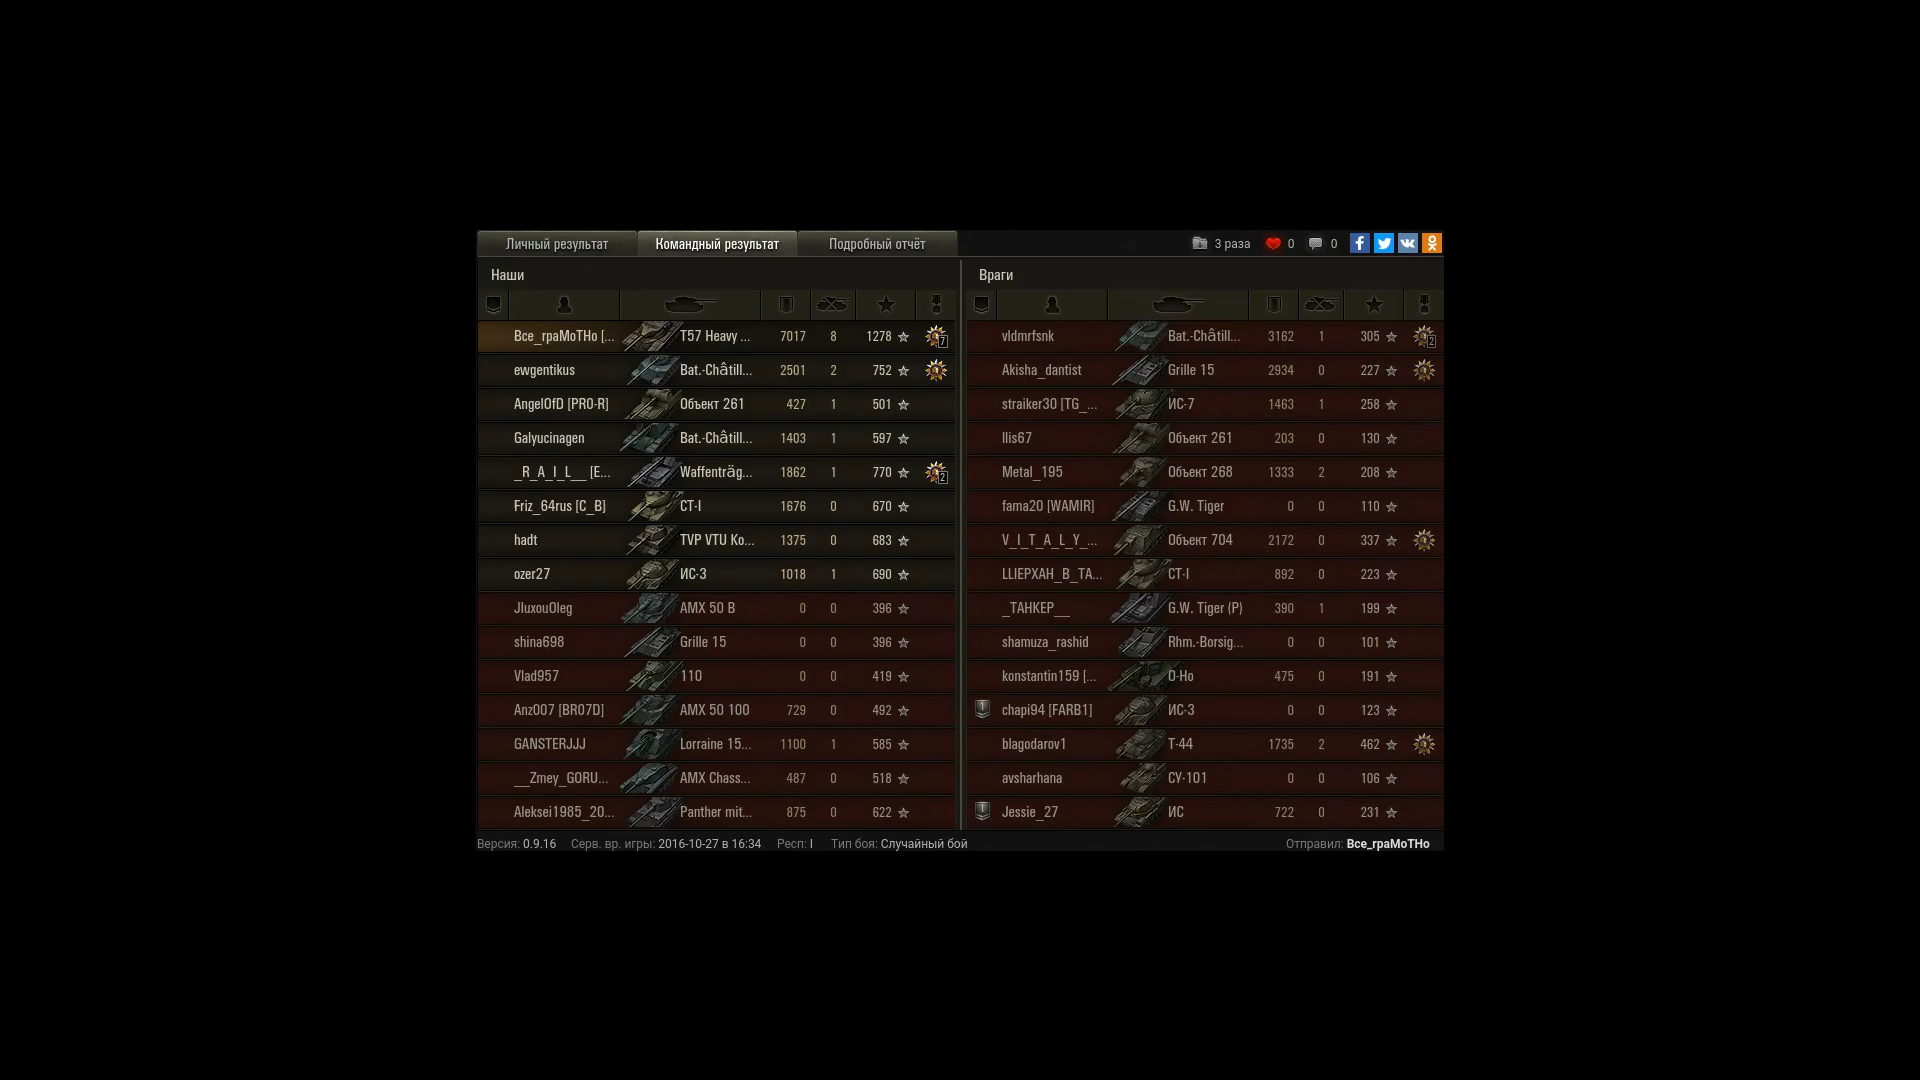 Личный результат Командный результат Подробный отчёт 3 раза 0 0
Наши Враги
Bce_rpaMoTHo [... T57 Heavy ... 7017 8 1278 7 vldmrfsnk Bat.-Châtill... 3162 1 305 2
ewgentikus Bat.-Châtill... 2501 2 752 Akisha_dantist Grille 15 2934 0 227
AngelOfD [PRO-R] Объект 261 427 1 501 straiker30 [TG_... ИС-7 1463 1 258
Galyucinagen Bat.-Châtill... 1403 1 597 Объект 261 203 0 130
_R_A_I_L__ [E... Waffenträg... 1862 1 770 2 Metal_195 Объект 268 1333 2 208
Friz_64rus [C_B] СТ-I 1676 0 670 fama20 [WAMIR] G.W. Tiger 0 0 110
hadt TVP VTU Ko... 1375 0 683 V_I_T_A_L_Y_... Объект 704 2172 0 337
ozer27 ИС-3 1018 1 690 LLIEPXAH_B_TA... СТ-I 892 0 223
AMX 50 B 0 0 396 _TAHKEP__ G.W. Tiger (P) 390 1 199
shina698 Grille 15 0 0 396 shamuza_rashid Rhm.-Borsig... 0 0 101
Vlad957 110 0 0 419 konstantin159 [... O-Ho 475 0 191
Anz007 [BR07D] AMX 50 100 729 0 492 chapi94 [FARB1] ИС-3 0 0 123
GANSTERJJJ Lorraine 15... 1100 1 585 blagodarov1 Т-44 1735 2 462
__Zmey_GORU... AMX Chass... 487 0 518 avsharhana СУ-101 0 0 106
Aleksei1985_20... Panther mit... 875 0 622 Jessie_27 ИС 722 0 231
Версия: 0.9.16 Серв. вр. игры: 2016-10-27 в 16:34 Респ: I Тип боя: Случайный бой Отправил: Bce_rpaMoTHo